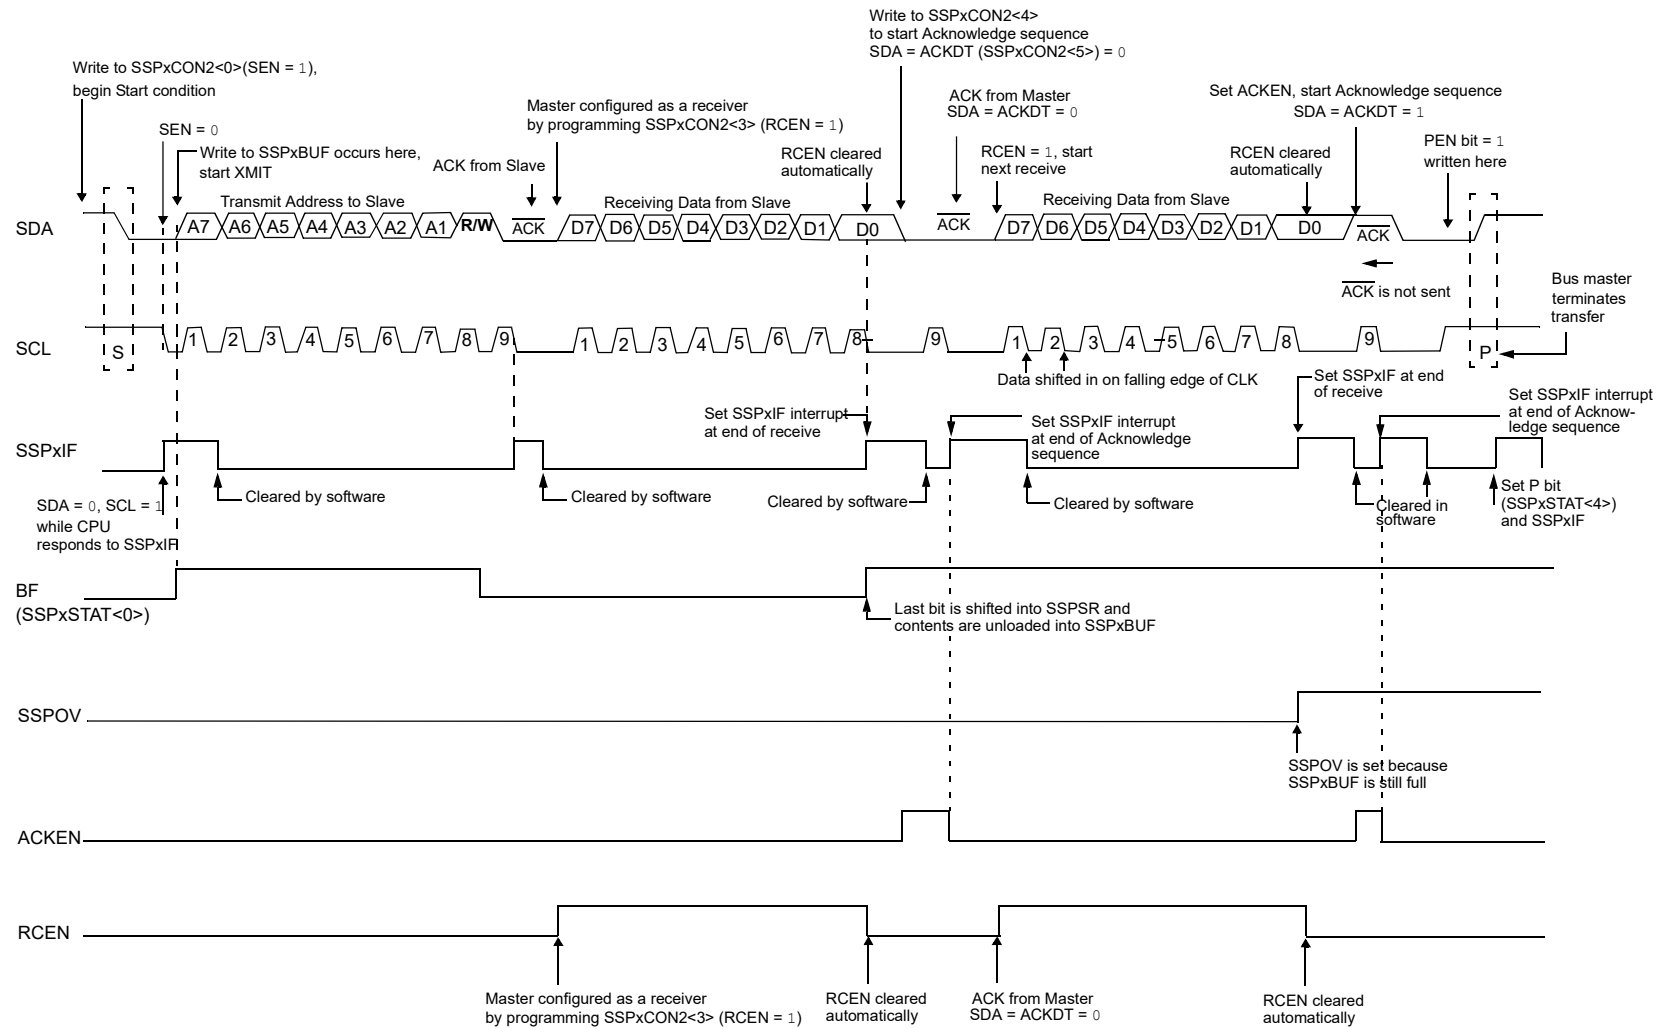 Write to SSPxCON2<4>
to start Acknowledge sequence
SDA = ACKDT (SSPxCON2<5>) = 0
Write to SSPxCON2<0>(SEN = 1),
begin Start condition
ACK from Master
SDA = ACKDT = 0
Set ACKEN, start Acknowledge sequence
SDA = ACKDT = 1
Master configured as a receiver
by programming SSPxCON2<3> (RCEN = 1)
SEN = 0
Write to SSPxBUF occurs here,
start XMIT
ACK from Slave
RCEN cleared
automatically
RCEN = 1, start
next receive
RCEN cleared
automatically
PEN bit = 1
written here
Transmit Address to Slave
Receiving Data from Slave
Receiving Data from Slave
SDA A7 A6 A5 A4 A3 A2 A1 R/W ACK D7 D6 D5 D4 D3 D2 D1 D0 ACK D7 D6 D5 D4 D3 D2 D1 D0 ACK
ACK is not sent
Bus master
terminates
transfer
SCL S 1 2 3 4 5 6 7 8 9 1 2 3 4 5 6 7 8 9 1 2 3 4 5 6 7 8 9 P
Data shifted in on falling edge of CLK
Set SSPxIF at end
of receive
Set SSPxIF interrupt
at end of Acknow-
ledge sequence
Set SSPxIF interrupt
at end of receive
Set SSPxIF interrupt
at end of Acknowledge
sequence
SSPxIF
Cleared by software
Cleared by software
Cleared by software
Cleared by software
Cleared in
software
Set P bit
(SSPxSTAT<4>)
and SSPxIF
SDA = 0, SCL = 1
while CPU
responds to SSPxIF
BF
(SSPxSTAT<0>)
Last bit is shifted into SSPSR and
contents are unloaded into SSPxBUF
SSPOV
SSPOV is set because
SSPxBUF is still full
ACKEN
RCEN
Master configured as a receiver
by programming SSPxCON2<3> (RCEN = 1)
RCEN cleared
automatically
ACK from Master
SDA = ACKDT = 0
RCEN cleared
automatically